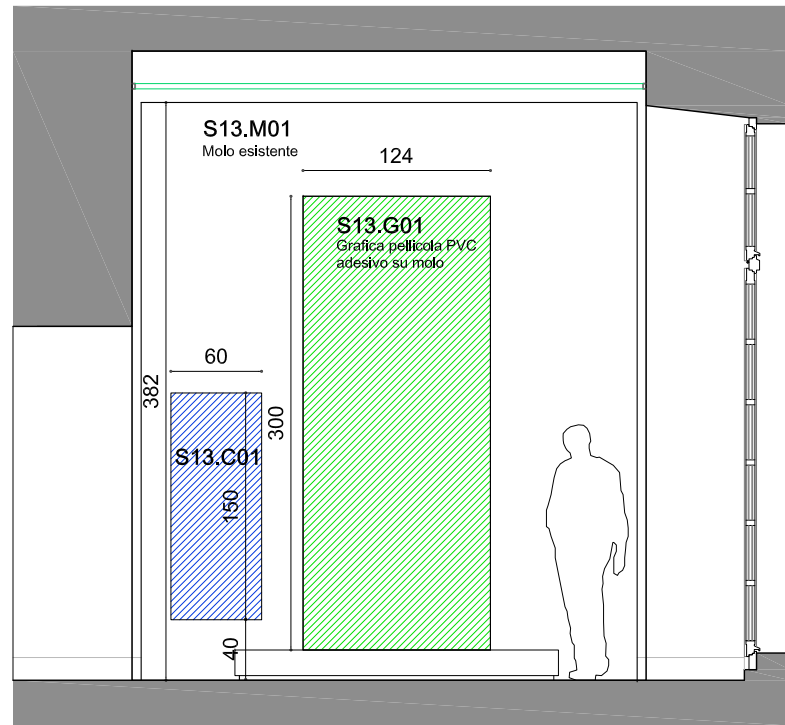 S13.M01
Molo esistente
124
S13.G01
Grafica pellicola PVC
adesivo su molo
60
382
300
S13.C01
150
40